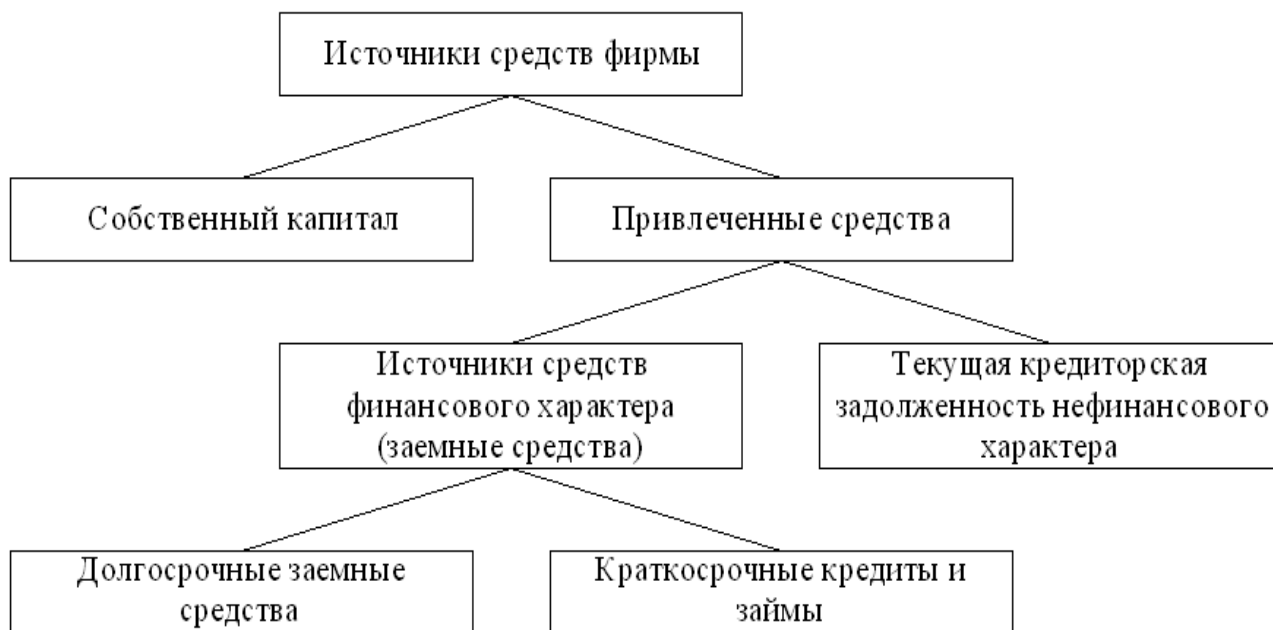 Источники средств фирмы
Собственный капитал
Привлеченные средства
Источники средств
финансового характера
(заемные средства)
Текущая кредиторская
задолженность нефинансового
характера
Долгосрочные заемные
средства
Краткосрочные кредиты и
займы